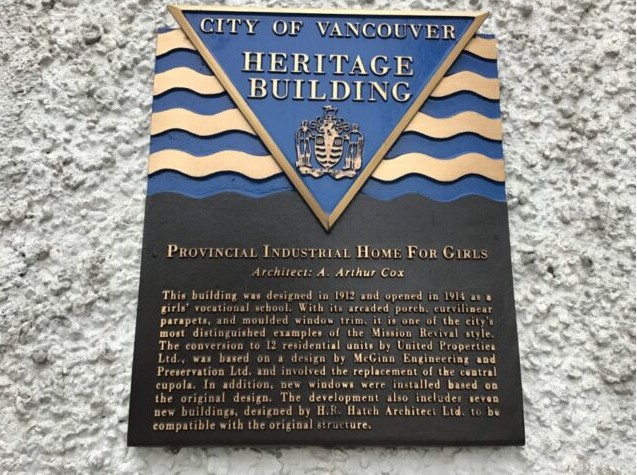 CITY OF VANCOUVER
HERITAGE
BUILDING
PROVINCIAL INDUSTRIAL HOME FOR GIRLS
Architect: A. Arthur Cox
This building was designed in 1912 and opened in 1914 as a
girls' vocational school. With its arcaded porch, curvilinear
parapets, and moulded window trim, it is one of the city's
most distinguished examples of the Mission Revival style.
The conversion to 12 residential units by United Properties
Ltd., was based on a design by McGinn Engineering and
Preservation Ltd. and involved the replacement of the central
cupola. In addition, new windows were installed based on
the original design. The development also includes seven
new buildings, designed by H.R. Hatch Architect Ltd. to be
compatible with the original structure.